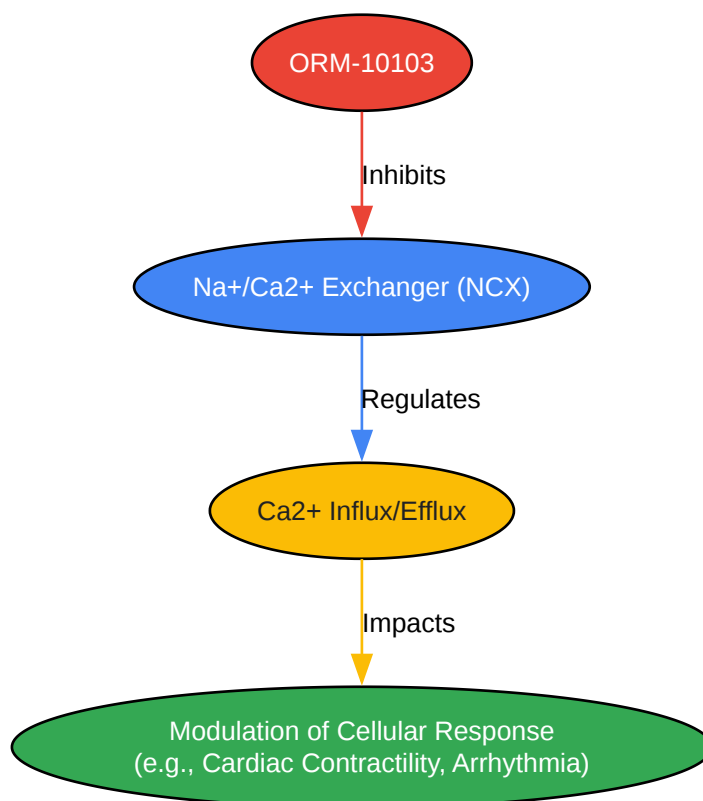 ORM-10103
Inhibits
Na+/Ca2+ Exchanger (NCX)
Regulates
Ca2+ Influx/Efflux
Impacts
Modulation of Cellular Response
(e.g., Cardiac Contractility, Arrhythmia)